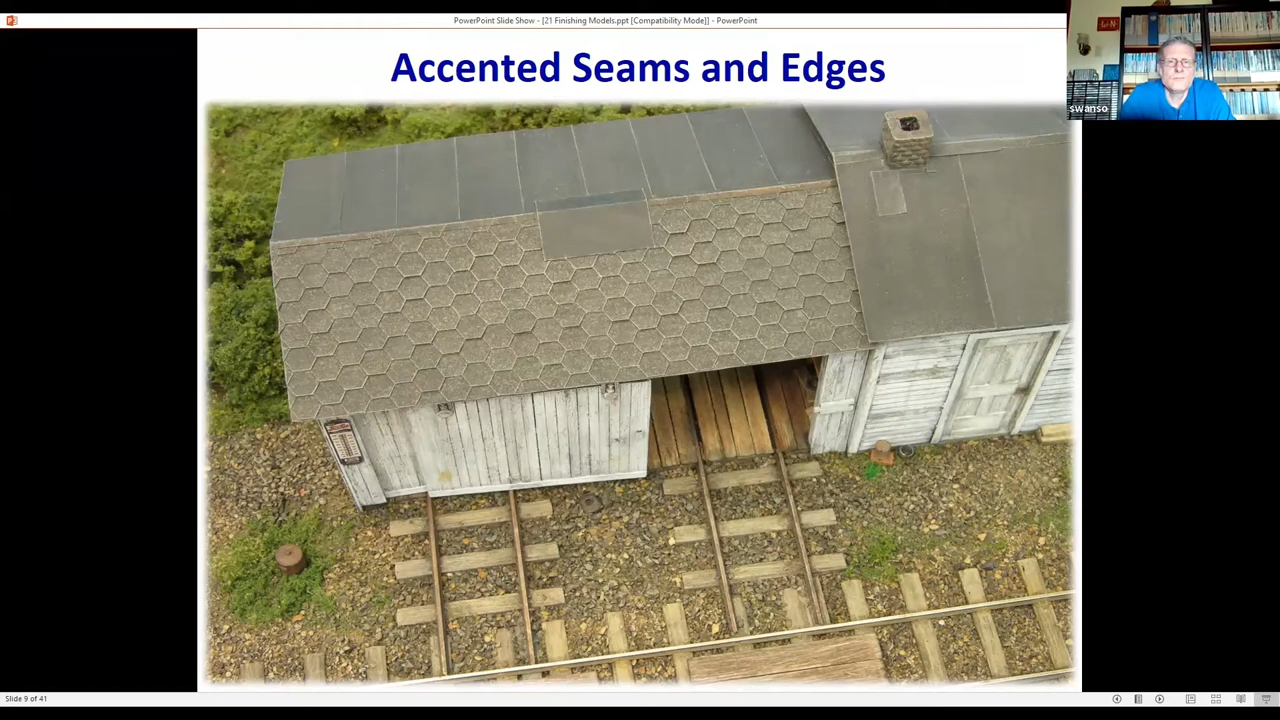 PowerPoint Slide Show - [21 Finishing Models.ppt [Compatibility Mode]] - PowerPoint
Accented Seams and Edges
swanso
Slide 9 of 41